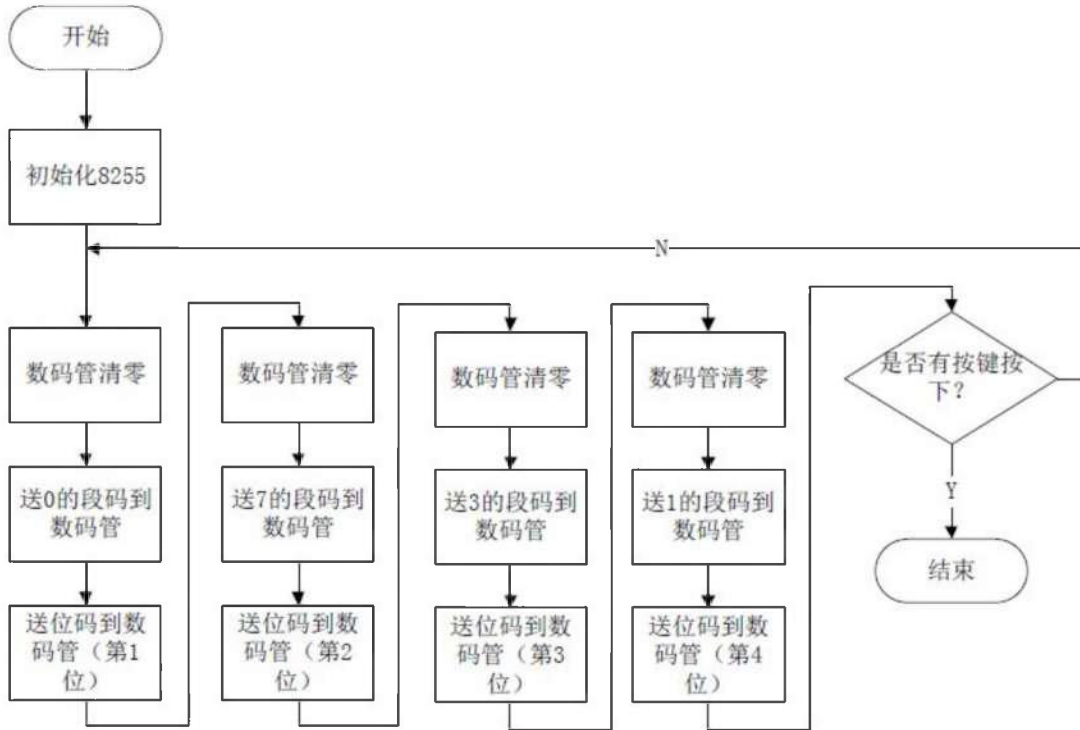 开始
初始化8255
N
数码管清零
送0的段码到
数码管
送位码到数
码管（第1
位）
数码管清零
送7的段码到
数码管
送位码到数
码管（第2
位）
数码管清零
送3的段码到
数码管
送位码到数
码管（第3
位）
数码管清零
送1的段码到
数码管
送位码到数
码管（第4
位）
是否有按键按
下？
Y
结束